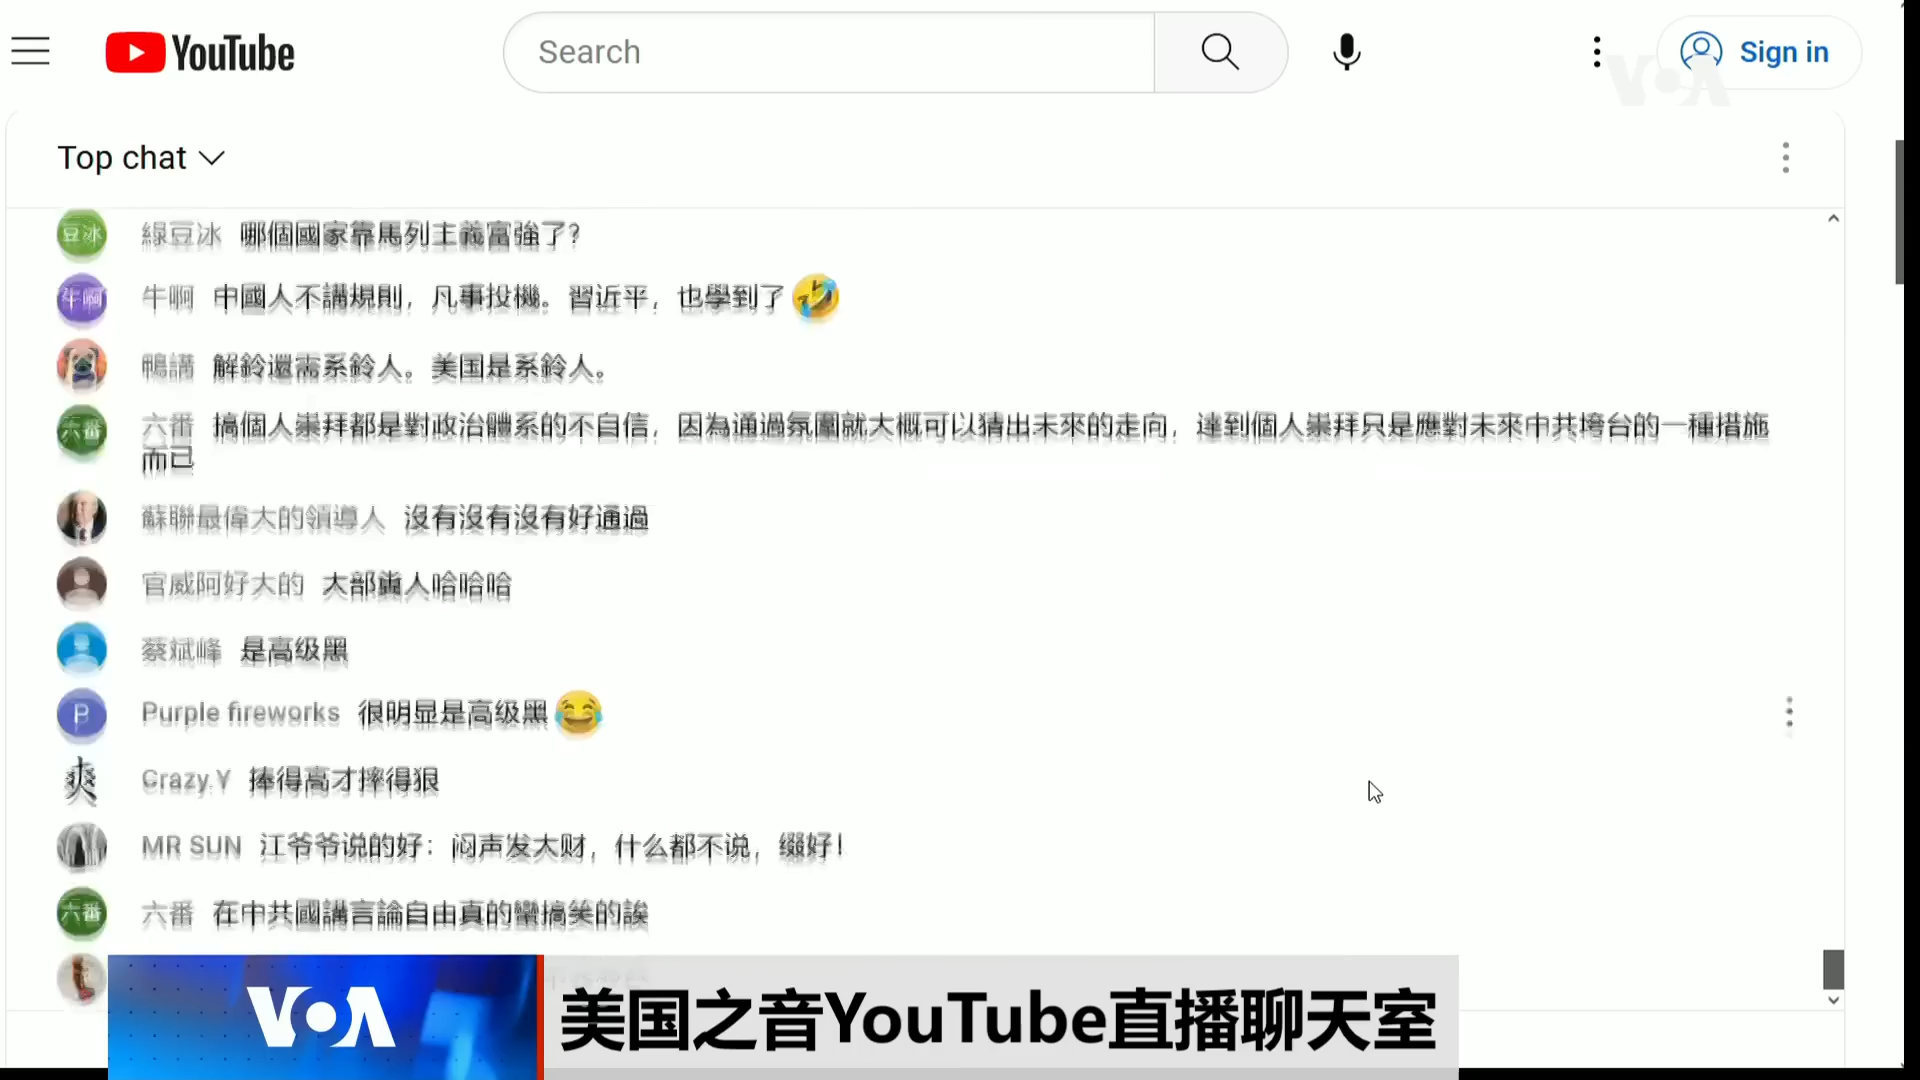 YouTube
Search
Sign in
VOA
Top chat
豆冰 綠豆冰 哪個國家靠馬列主義富強了?
牛啊 牛啊 中國人不講規則，凡事投機。習近平，也學到了🤣
鴨講 解鈴還需系鈴人。美国是系鈴人。
六番 六番 搞個人崇拜都是對政治體系的不自信，因為通過氛圍就大概可以猜出未來的走向，達到個人崇拜只是應對未來中共垮台的一種措施
而已
蘇聯最偉大的領導人 沒有沒有沒有好通過
官威阿好大的 大部糞人哈哈哈
蔡斌峰 是高级黑
P Purple fireworks 很明显是高级黑😂
爽 Crazy.Y 捧得高才摔得狠
MR SUN 江爷爷说的好：闷声发大财，什么都不说，缀好！
六番 六番 在中共國講言論自由真的蠻搞笑的誒
VOA 美国之音YouTube直播聊天室